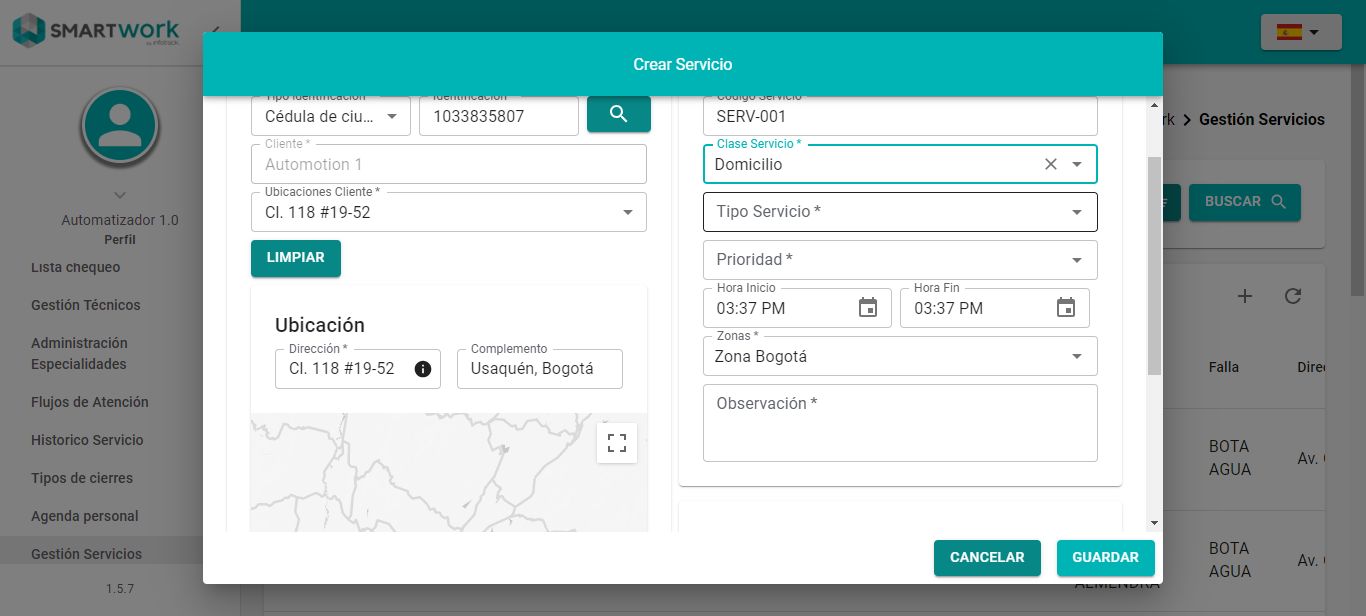 SMARTWORK
by infotrack
Automatizador 1.0
Perfil
Lista chequeo
Gestión Técnicos
Administración
Especialidades
Flujos de Atención
Historico Servicio
Tipos de cierres
Agenda personal
Gestión Servicios
1.5.7
Crear Servicio
Tipo Identificación
Cédula de ciu...
Identificación
1033835807
Cliente *
Automotion 1
Ubicaciones Cliente *
Cl. 118 #19-52
LIMPIAR
Ubicación
Dirección *
Cl. 118 #19-52
Complemento
Usaquén, Bogotá
Código Servicio
SERV-001
Clase Servicio *
Domicilio
Tipo Servicio *
Prioridad *
Hora Inicio
03:37 PM
Hora Fin
03:37 PM
Zonas *
Zona Bogotá
Observación *
CANCELAR
GUARDAR
rk > Gestión Servicios
BUSCAR
Falla
Direc
BOTA
AGUA
Av. 
BOTA
AGUA
Av. 
ALMENDRA